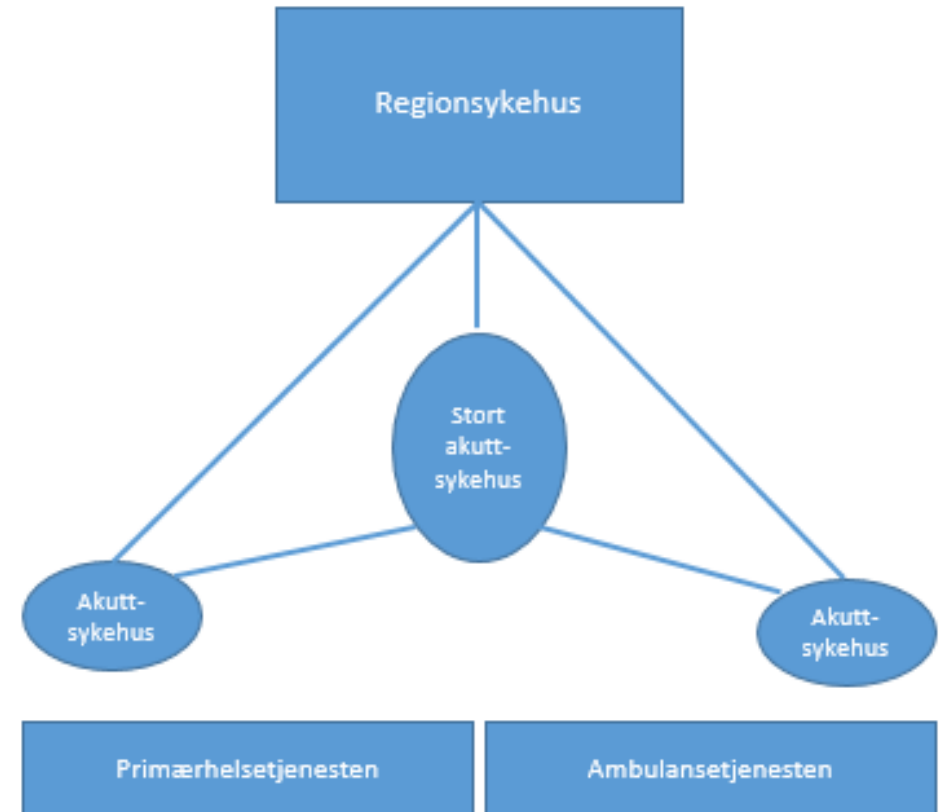 Regionsykehus
Stort
akutt-
sykehus
Akutt-
sykehus
Akutt-
sykehus
Primærhelsetjenesten
Ambulansetjenesten